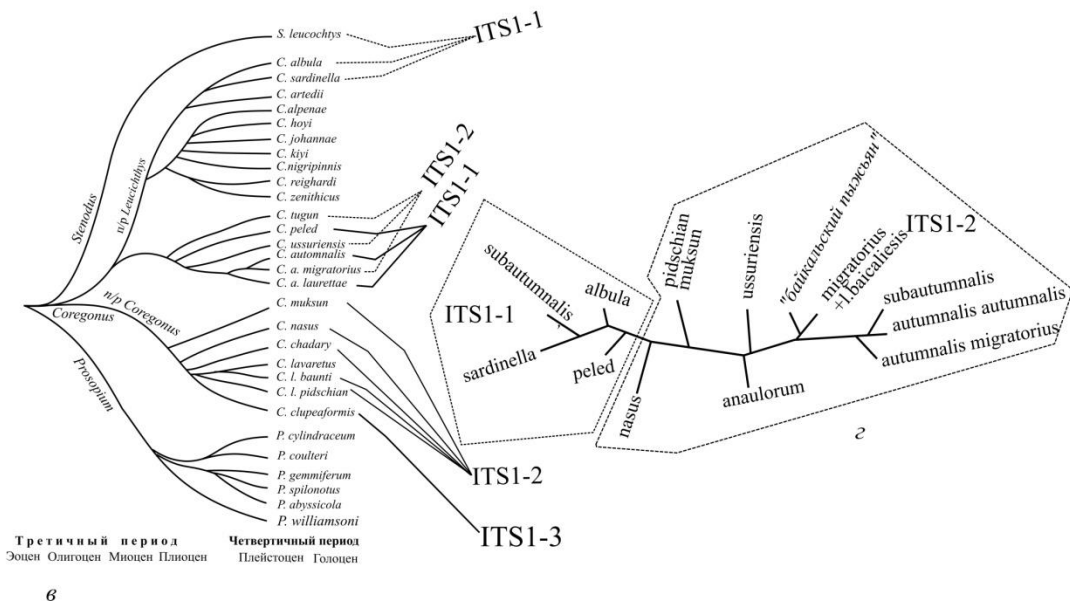 S. leucochtys
ITS1-1
C. albula
C. sardinella
C. artedii
C.alpenae
C. hoyi
C. johannae
C. kiyi
C.nigripinnis
C. reighardi
C. zenithicus
Stenodus
п/р Leucichthys
C. tugun
C. peled
C. ussuriensis
C. automnalis
C. a. migratorius
C. a. laurettae
ITS1-2
ITS1-1
Coregonus
п/р Coregonus
Prosopium
C. muksun
C. nasus
C. chadary
C. lavaretus
C. l. baunti
C. l. pidschian
C. clupeaformis
ITS1-2
ITS1-3
P. cylindraceum
P. coulteri
P. gemmiferum
P. spilonotus
P. abyssicola
P. williamsoni
Третичный период
Четвертичный период
Эоцен Олигоцен Миоцен Плиоцен
Плейстоцен Голоцен
в
ITS1-1
subautumnalis
albula
sardinella
peled
nasus
pidschian
muksun
ussuriensis
"байкальский пыжьян"
migratorius
+l.baicaliesis
ITS1-2
subautumnalis
autumnalis autumnalis
autumnalis migratorius
anaulorum
г